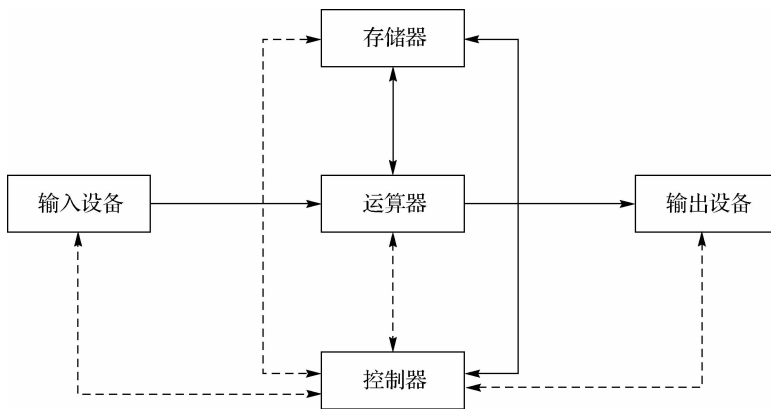 存储器
输入设备
运算器
输出设备
控制器